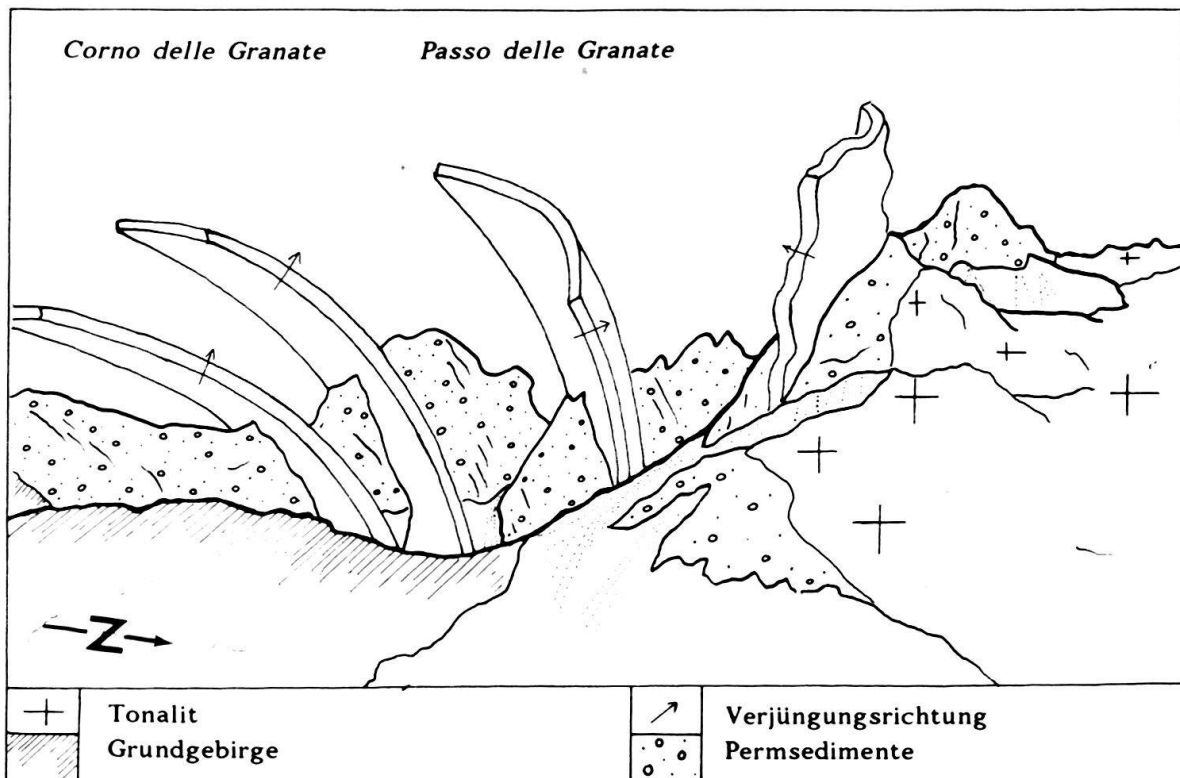 Corno delle Granate Passo delle Granate
N
Tonalit
Grundgebirge
Verjüngungsrichtung
Permsedimente